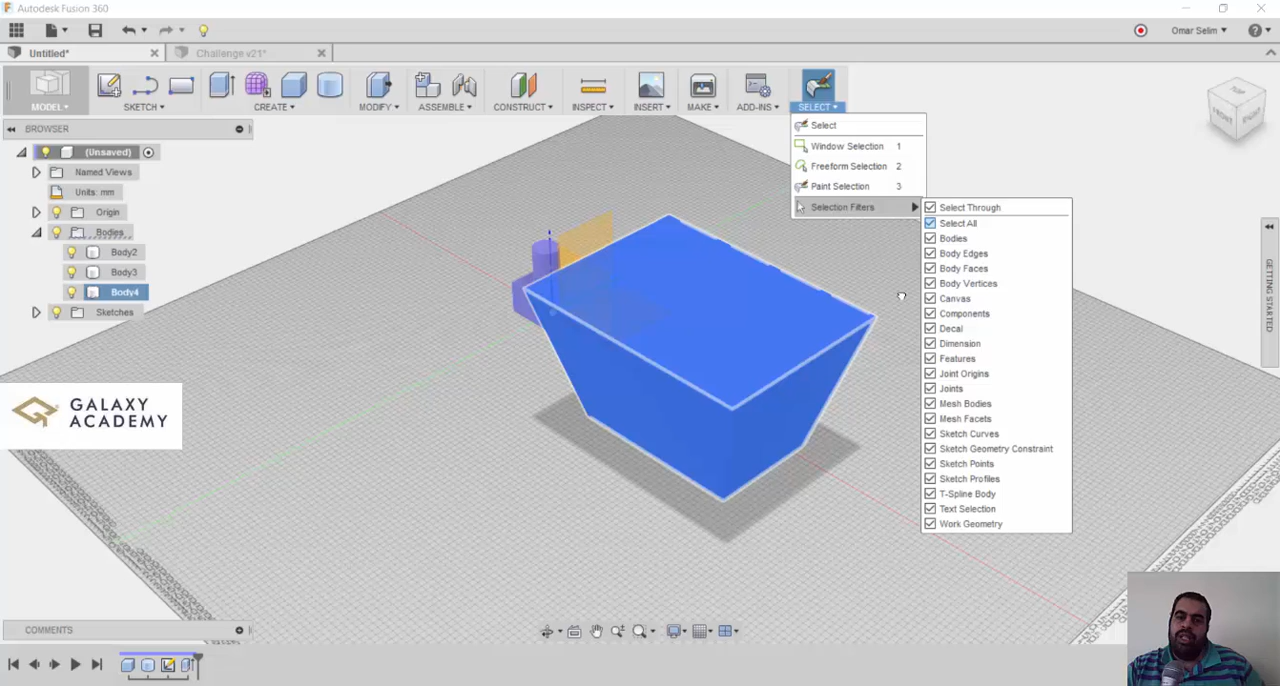 Autodesk Fusion 360
Omar Selim
Untitled*
Challenge v21*
MODEL
SKETCH
CREATE
MODIFY
ASSEMBLE
CONSTRUCT
INSPECT
INSERT
MAKE
ADD-INS
SELECT
TOP
FRONT
RIGHT
BROWSER
(Unsaved)
Named Views
Units: mm
Origin
Bodies
Body2
Body3
Body4
Sketches
Select
Window Selection 1
Freeform Selection 2
Paint Selection 3
Selection Filters
Select Through
Select All
Bodies
Body Edges
Body Faces
Body Vertices
Canvas
Components
Decal
Dimension
Features
Joint Origins
Joints
Mesh Bodies
Mesh Facets
Sketch Curves
Sketch Geometry Constraint
Sketch Points
Sketch Profiles
T-Spline Body
Text Selection
Work Geometry
GETTING STARTED
GALAXY
ACADEMY
COMMENTS